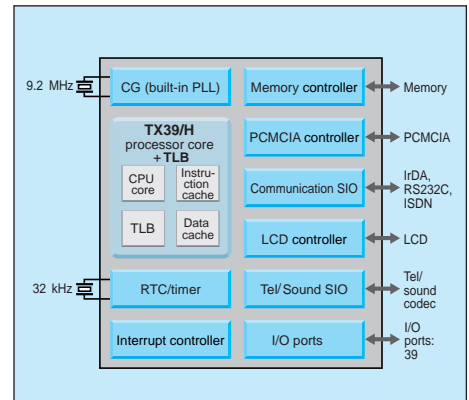 9.2 MHz
CG (built-in PLL)
Memory controller
Memory
TX39/H
processor core
+TLB
CPU
core
Instru-
ction
cache
TLB
Data
cache
PCMCIA controller
PCMCIA
Communication SIO
IrDA,
RS232C,
ISDN
LCD controller
LCD
32 kHz
RTC/timer
Tel/Sound SIO
Tel/
sound
codec
Interrupt controller
I/O ports
I/O
ports:
39